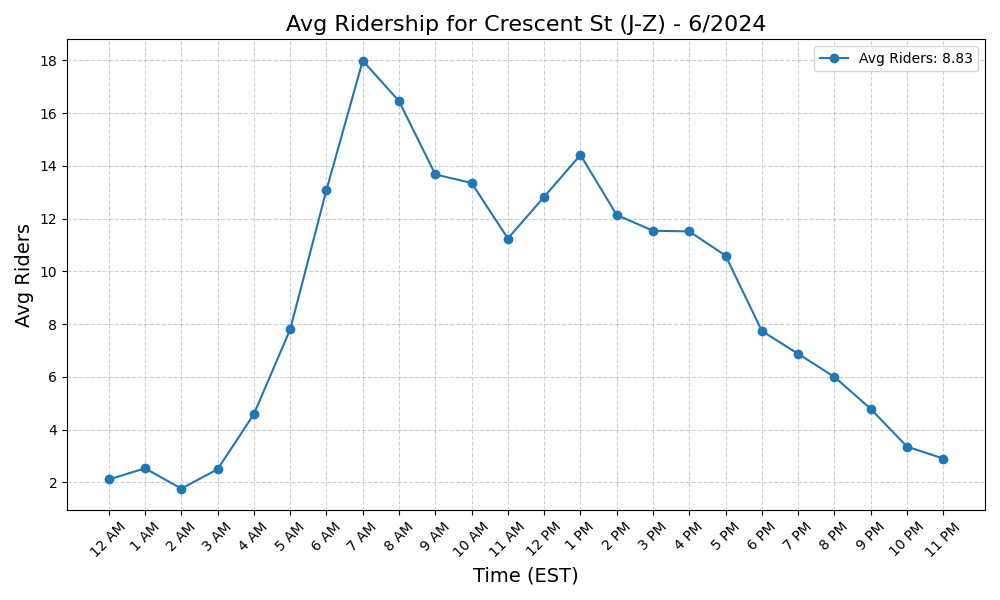 Avg Ridership for Crescent St (J-Z) - 6/2024
Avg Riders: 8.83
Avg Riders
18
16
14
12
10
8
6
4
2
12 AM
1 AM
2 AM
3 AM
4 AM
5 AM
6 AM
7 AM
8 AM
9 AM
10 AM
11 AM
12 PM
1 PM
2 PM
3 PM
4 PM
5 PM
6 PM
7 PM
8 PM
9 PM
10 PM
11 PM
Time (EST)